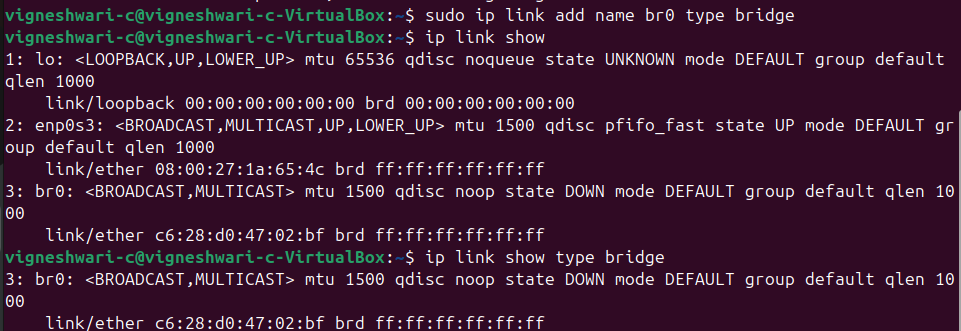 vigneshwari-c@vigneshwari-c-VirtualBox:~$ sudo ip link add name br0 type bridge
vigneshwari-c@vigneshwari-c-VirtualBox:~$ ip link show
1: lo: <LOOPBACK,UP,LOWER_UP> mtu 65536 qdisc noqueue state UNKNOWN mode DEFAULT group default
qlen 1000
    link/loopback 00:00:00:00:00:00 brd 00:00:00:00:00:00
2: enp0s3: <BROADCAST,MULTICAST,UP,LOWER_UP> mtu 1500 qdisc pfifo_fast state UP mode DEFAULT gr
oup default qlen 1000
    link/ether 08:00:27:1a:65:4c brd ff:ff:ff:ff:ff:ff
3: br0: <BROADCAST,MULTICAST> mtu 1500 qdisc noop state DOWN mode DEFAULT group default qlen 10
00
    link/ether c6:28:d0:47:02:bf brd ff:ff:ff:ff:ff:ff
vigneshwari-c@vigneshwari-c-VirtualBox:~$ ip link show type bridge
3: br0: <BROADCAST,MULTICAST> mtu 1500 qdisc noop state DOWN mode DEFAULT group default qlen 10
00
    link/ether c6:28:d0:47:02:bf brd ff:ff:ff:ff:ff:ff